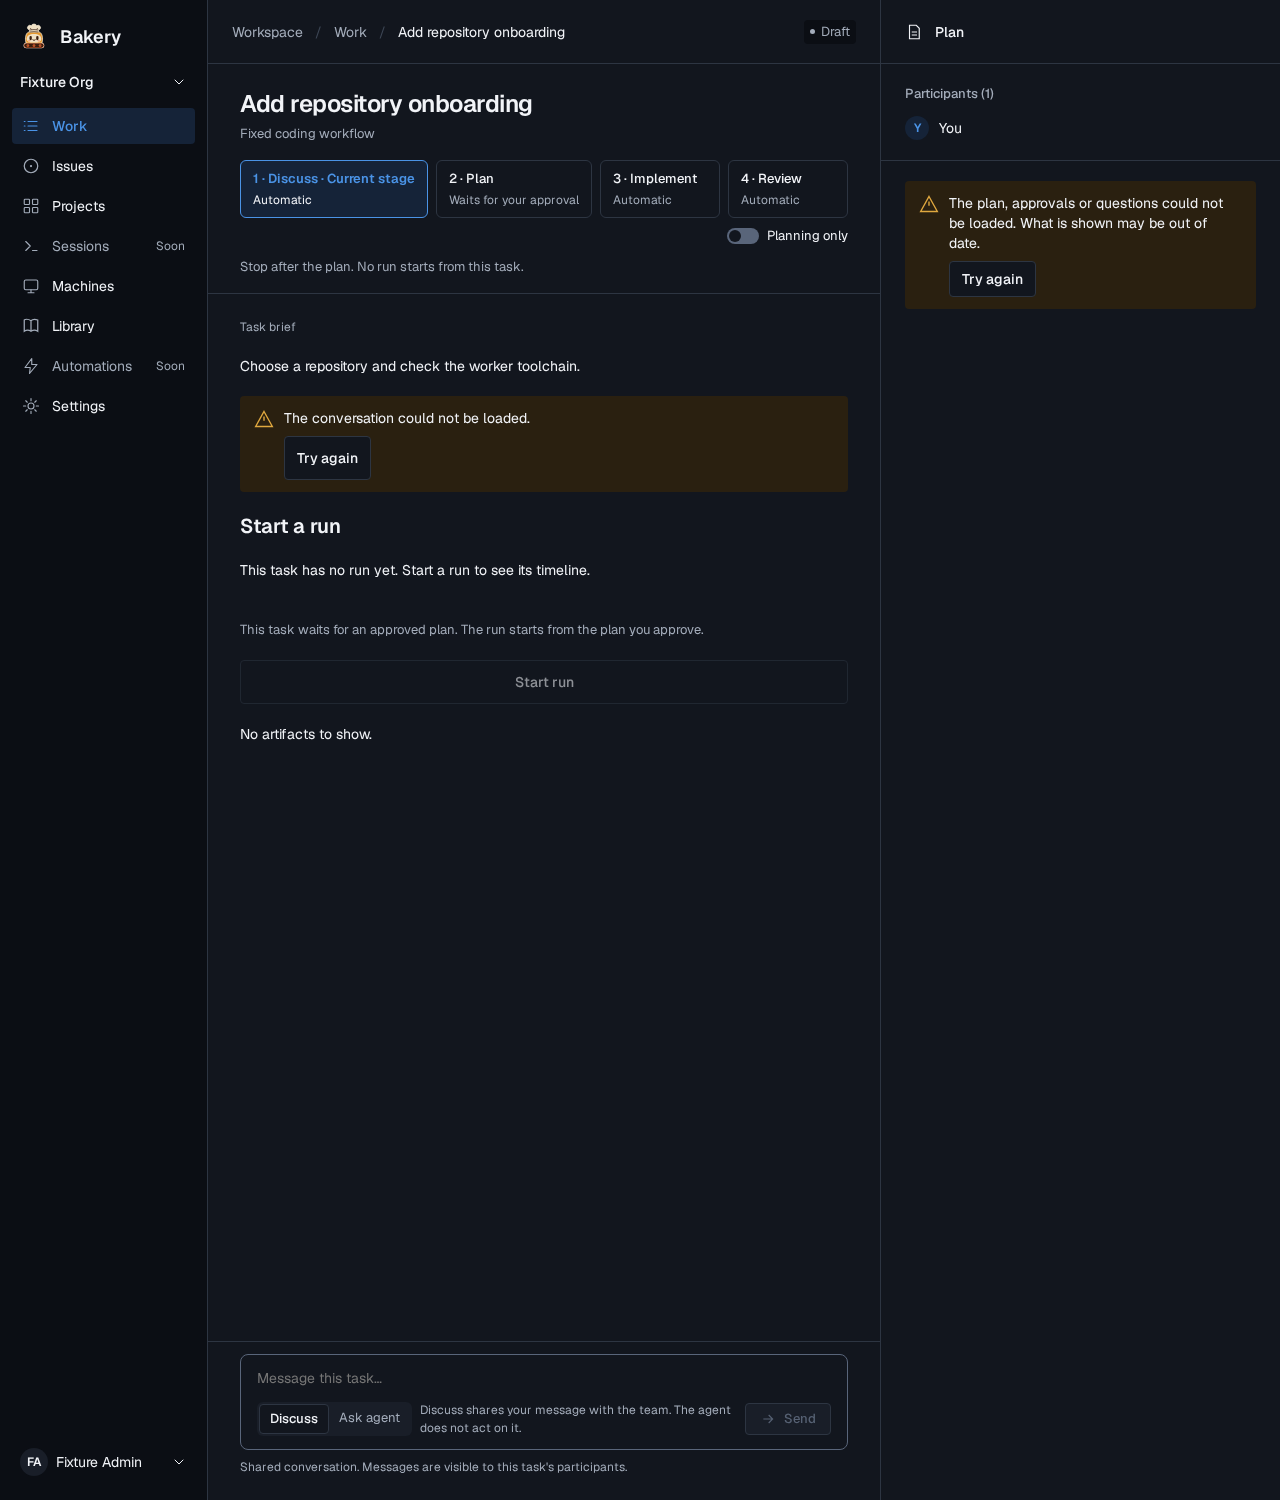 Bakery
Fixture Org
Work
Issues
Projects
Sessions Soon
Machines
Library
Automations Soon
Settings
FA Fixture Admin
Workspace / Work / Add repository onboarding
Draft
Add repository onboarding
Fixed coding workflow
1 · Discuss · Current stage
Automatic
2 · Plan
Waits for your approval
3 · Implement
Automatic
4 · Review
Automatic
Planning only
Stop after the plan. No run starts from this task.
Task brief
Choose a repository and check the worker toolchain.
The conversation could not be loaded.
Try again
Start a run
This task has no run yet. Start a run to see its timeline.
This task waits for an approved plan. The run starts from the plan you approve.
Start run
No artifacts to show.
Message this task...
Discuss Ask agent
Discuss shares your message with the team. The agent
does not act on it.
Send
Shared conversation. Messages are visible to this task's participants.
Plan
Participants (1)
Y You
The plan, approvals or questions could not
be loaded. What is shown may be out of
date.
Try again